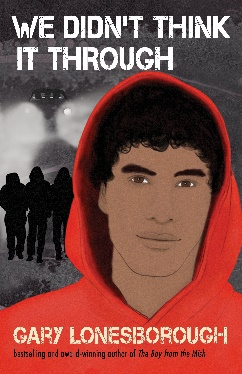 WE DIDN'T THINK
IT THROUGH
GARY LONESBOROUGH
bestselling and award-winning author of The Boy from the Mish